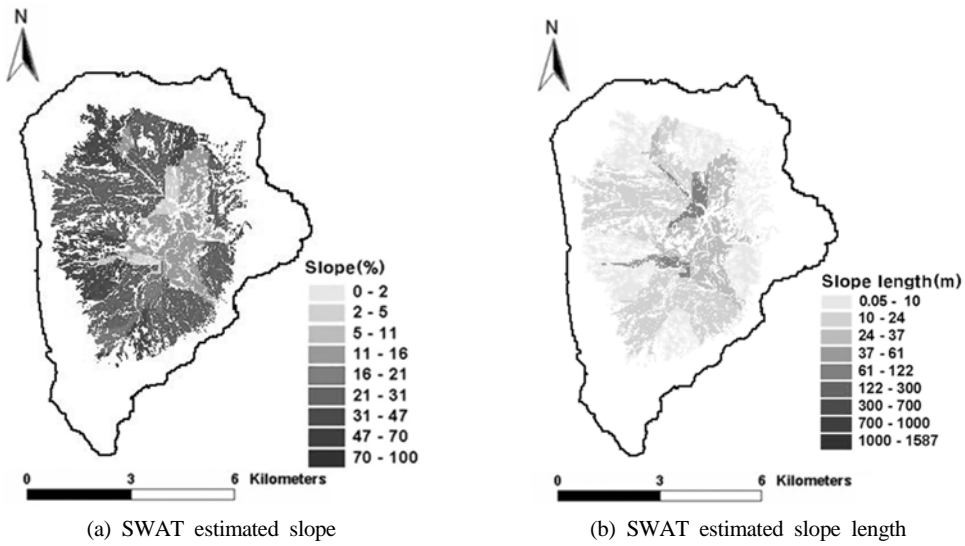 N
Slope(%)
0 - 2
2 - 5
5 - 11
11 - 16
16 - 21
21 - 31
31 - 47
47 - 70
70 - 100
0 3 6 Kilometers
(a) SWAT estimated slope
N
Slope length(m)
0.05 - 10
10 - 24
24 - 37
37 - 61
61 - 122
122 - 300
300 - 700
700 - 1000
1000 - 1587
0 3 6 Kilometers
(b) SWAT estimated slope length